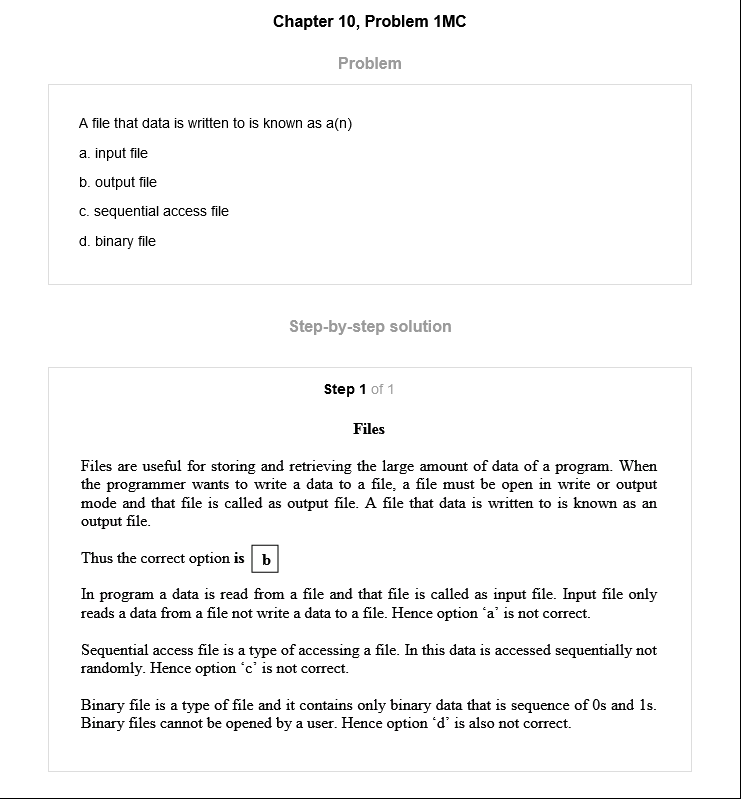 Chapter 10, Problem 1MC
Problem
A file that data is written to is known as a(n)
a. input file
b. output file
c. sequential access file
d. binary file
Step-by-step solution
Step 1 of 1
Files
Files are useful for storing and retrieving the large amount of data of a program. When
the programmer wants to write a data to a file, a file must be open in write or output
mode and that file is called as output file. A file that data is written to is known as an
output file.
Thus the correct option is b
In program a data is read from a file and that file is called as input file. Input file only
reads a data from a file not write a data to a file. Hence option ‘a’ is not correct.
Sequential access file is a type of accessing a file. In this data is accessed sequentially not
randomly. Hence option ‘c’ is not correct.
Binary file is a type of file and it contains only binary data that is sequence of 0s and 1s.
Binary files cannot be opened by a user. Hence option ‘d’ is also not correct.